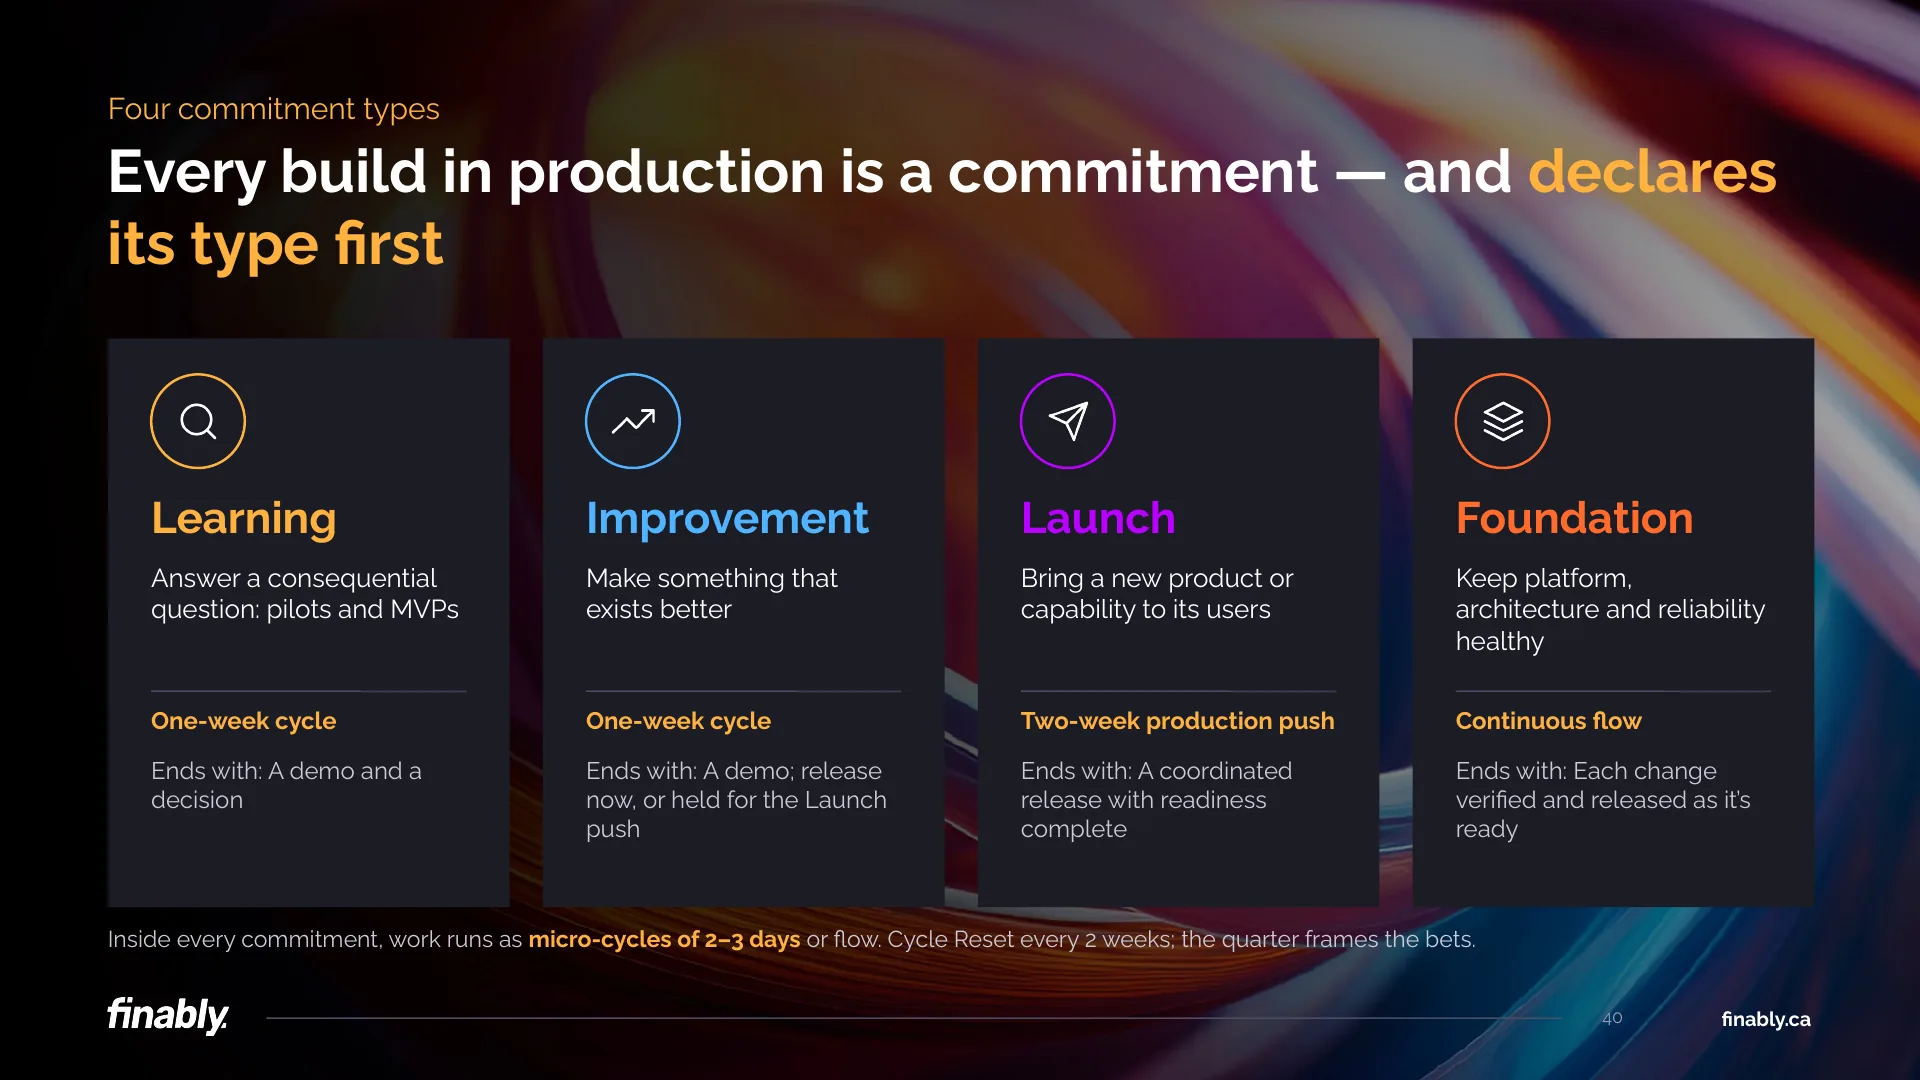 Four commitment types
Every build in production is a commitment — and declares
its type first
Learning
Answer a consequential
question: pilots and MVPs
One-week cycle
Ends with: A demo and a
decision
Improvement
Make something that
exists better
One-week cycle
Ends with: A demo; release
now, or held for the Launch
push
Launch
Bring a new product or
capability to its users
Two-week production push
Ends with: A coordinated
release with readiness
complete
Foundation
Keep platform,
architecture and reliability
healthy
Continuous flow
Ends with: Each change
verified and released as it’s
ready
Inside every commitment, work runs as micro-cycles of 2–3 days or flow. Cycle Reset every 2 weeks; the quarter frames the bets.
finably.
40
finably.ca